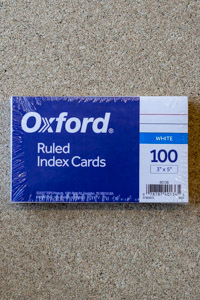 Oxford®
Ruled
Index Cards
WHITE
100
3" x 5"